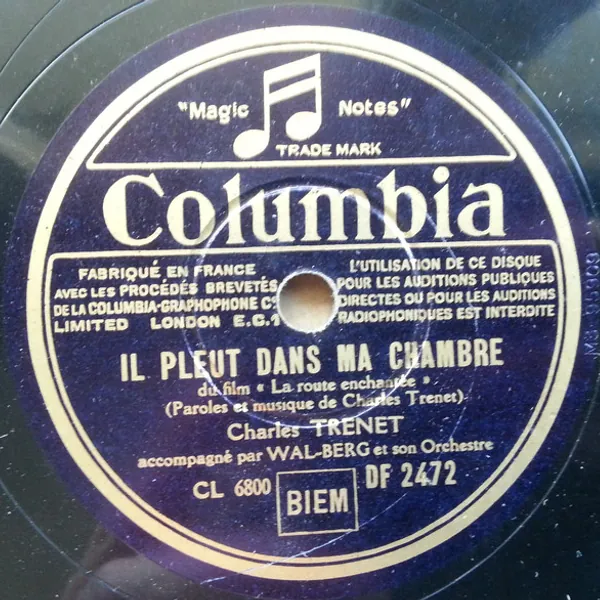 "Magic Notes"
TRADE MARK
Columbia
FABRIQUÉ EN FRANCE
AVEC LES PROCÉDÉS BREVETÉS
DE LA COLUMBIA-GRAPHOPHONE Cº
LIMITED LONDON E.C.1
L'UTILISATION DE CE DISQUE
POUR LES AUDITIONS PUBLIQUES
DIRECTES OU POUR LES AUDITIONS
RADIOPHONIQUES EST INTERDITE
IL PLEUT DANS MA CHAMBRE
du film « La route enchantée »
(Paroles et musique de Charles Trenet)
Charles TRENET
accompagné par WAL-BERG et son Orchestre
CL 6800 BIEM DF 2472